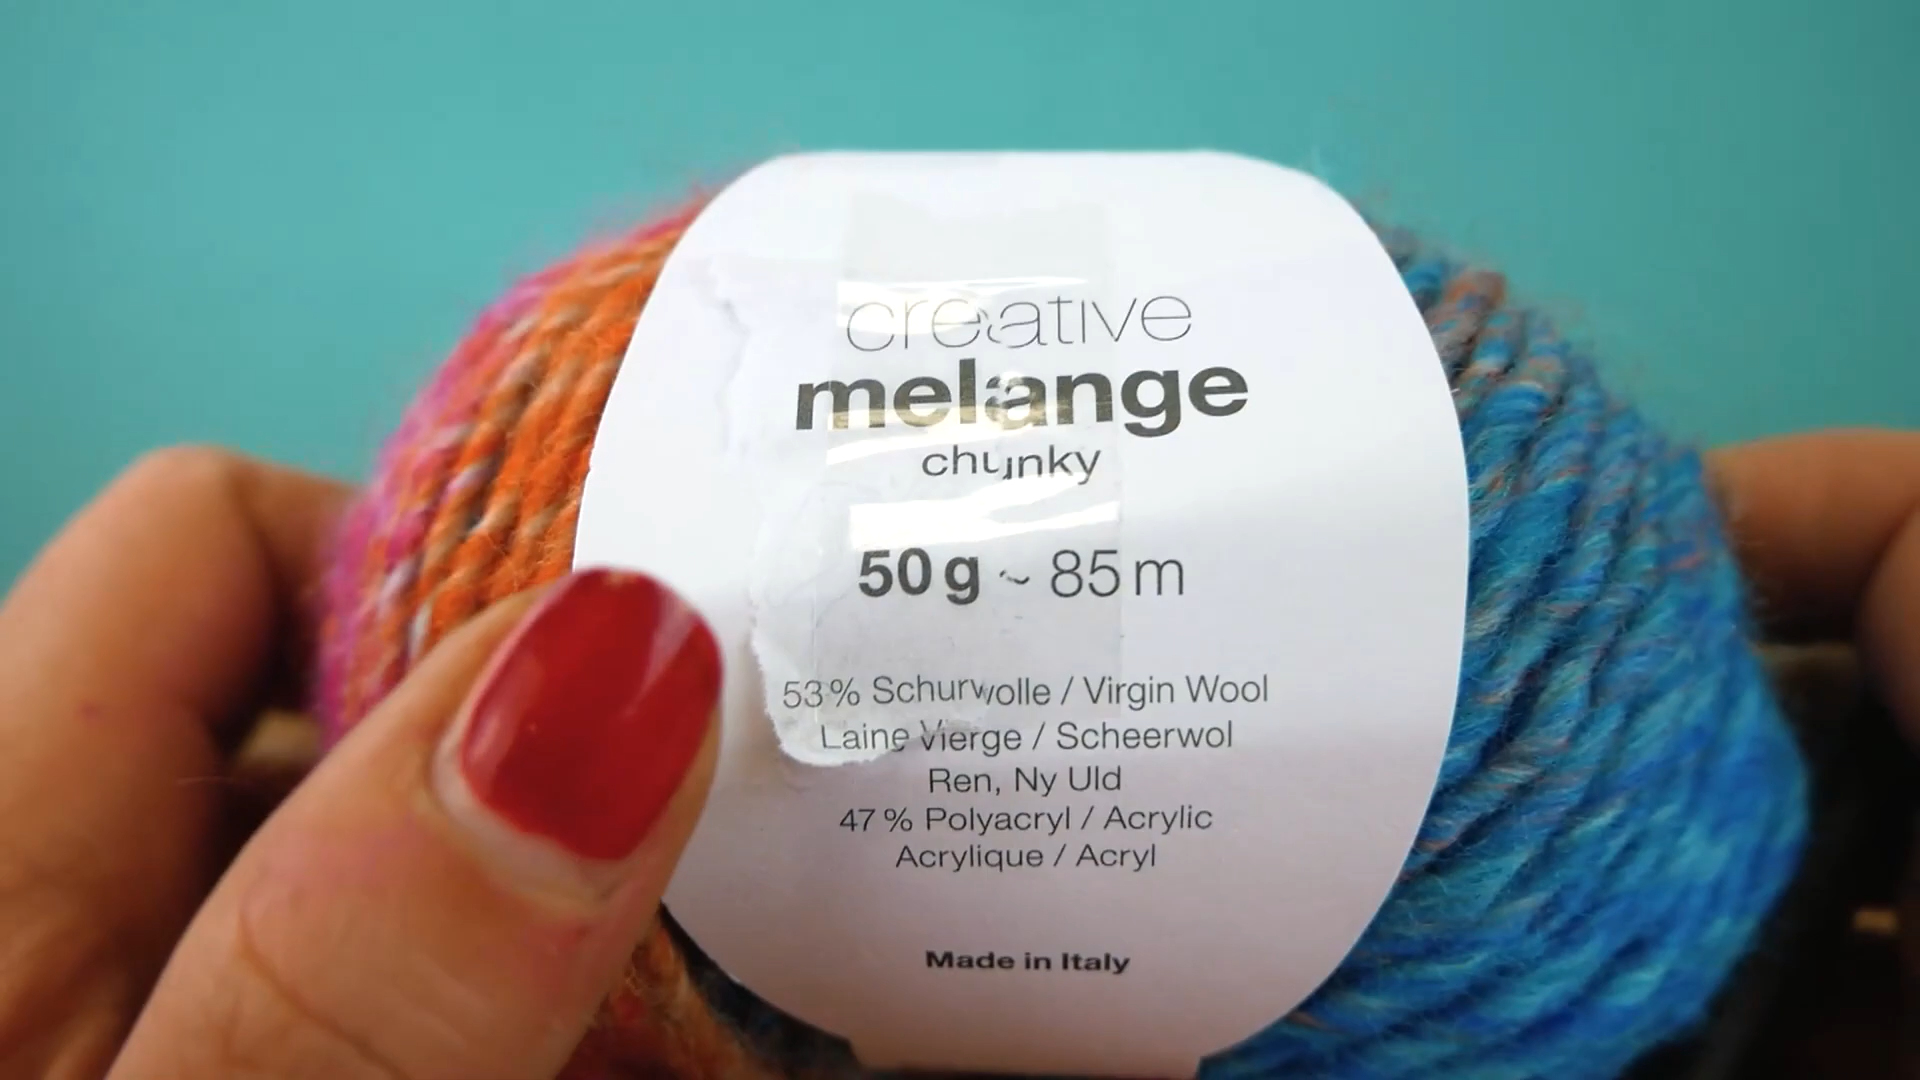 creative
melange
chunky
50 g ~ 85 m
53 % Schurwolle / Virgin Wool
Laine Vierge / Scheerwol
Ren, Ny Uld
47 % Polyacryl / Acrylic
Acrylique / Acryl
Made in Italy